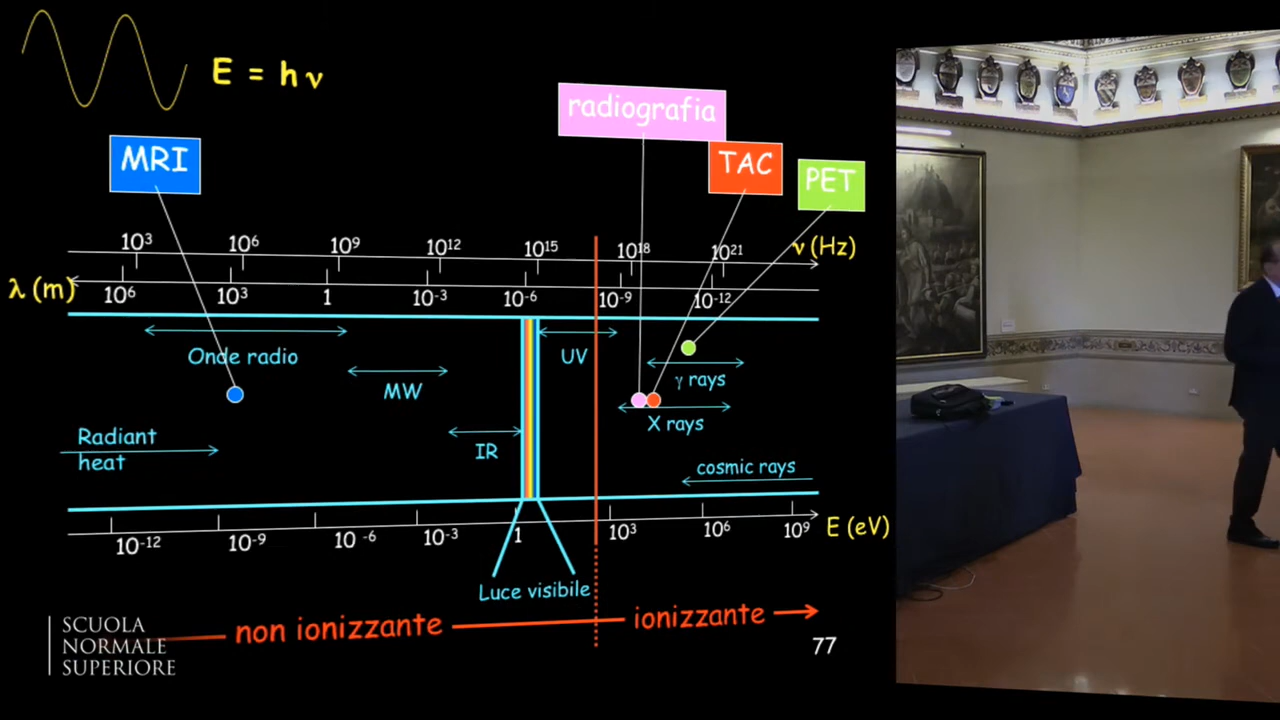 E = h ν
radiografia
MRI
TAC
PET
10³ 10⁶ 10⁹ 10¹² 10¹⁵ 10¹⁸ 10²¹ ν (Hz)
λ (m) 10⁶ 10³ 1 10⁻³ 10⁻⁶ 10⁻⁹ 10⁻¹²
Onde radio
UV
MW
γ rays
X rays
Radiant
heat
IR
cosmic rays
10⁻¹² 10⁻⁹ 10⁻⁶ 10⁻³ 1 10³ 10⁶ 10⁹ E (eV)
Luce visibile
non ionizzante
ionizzante
SCUOLA
NORMALE
SUPERIORE
77